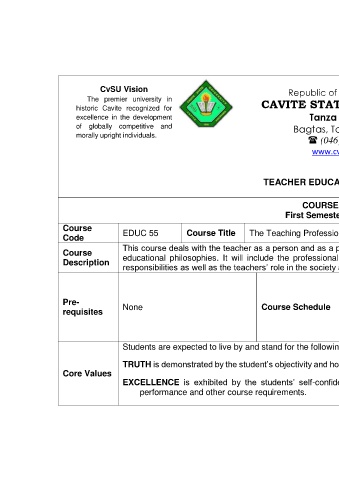 CvSU Vision
The premier university in
historic Cavite recognized for
excellence in the development
of globally competitive and
morally upright individuals.
Republic of
CAVITE STAT
Tanza
Bagtas, Ta
☎ (046)
www.cv
TEACHER EDUCA
COURSE
First Semeste
Course
Code
EDUC 55
Course Title
The Teaching Professio
Course
Description
This course deals with the teacher as a person and as a p
educational philosophies. It will include the professional
responsibilities as well as the teachers' role in the society a
Pre-
requisites
None
Course Schedule
Core Values
Students are expected to live by and stand for the followin
TRUTH is demonstrated by the student's objectivity and ho
EXCELLENCE is exhibited by the students' self-confide
performance and other course requirements.